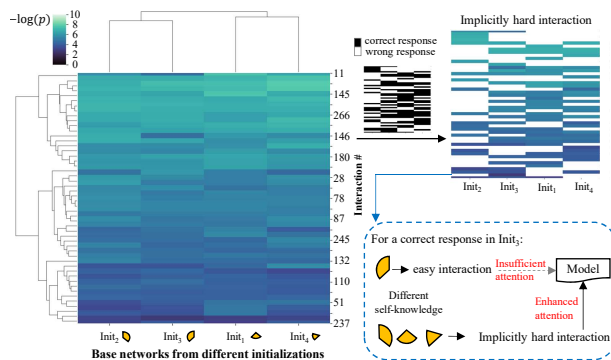 −log(p)
10
8
6
4
2
0
11
145
266
146
180
28
78
87
245
132
110
51
237
Interaction #
Init2 Init3 Init1 Init4
Base networks from different initializations
correct response
wrong response
Implicitly hard interaction
Init2 Init3 Init1 Init4
For a correct response in Init3:
easy interaction
Insufficient
attention
Model
Different
self-knowledge
Enhanced
attention
Implicitly hard interaction